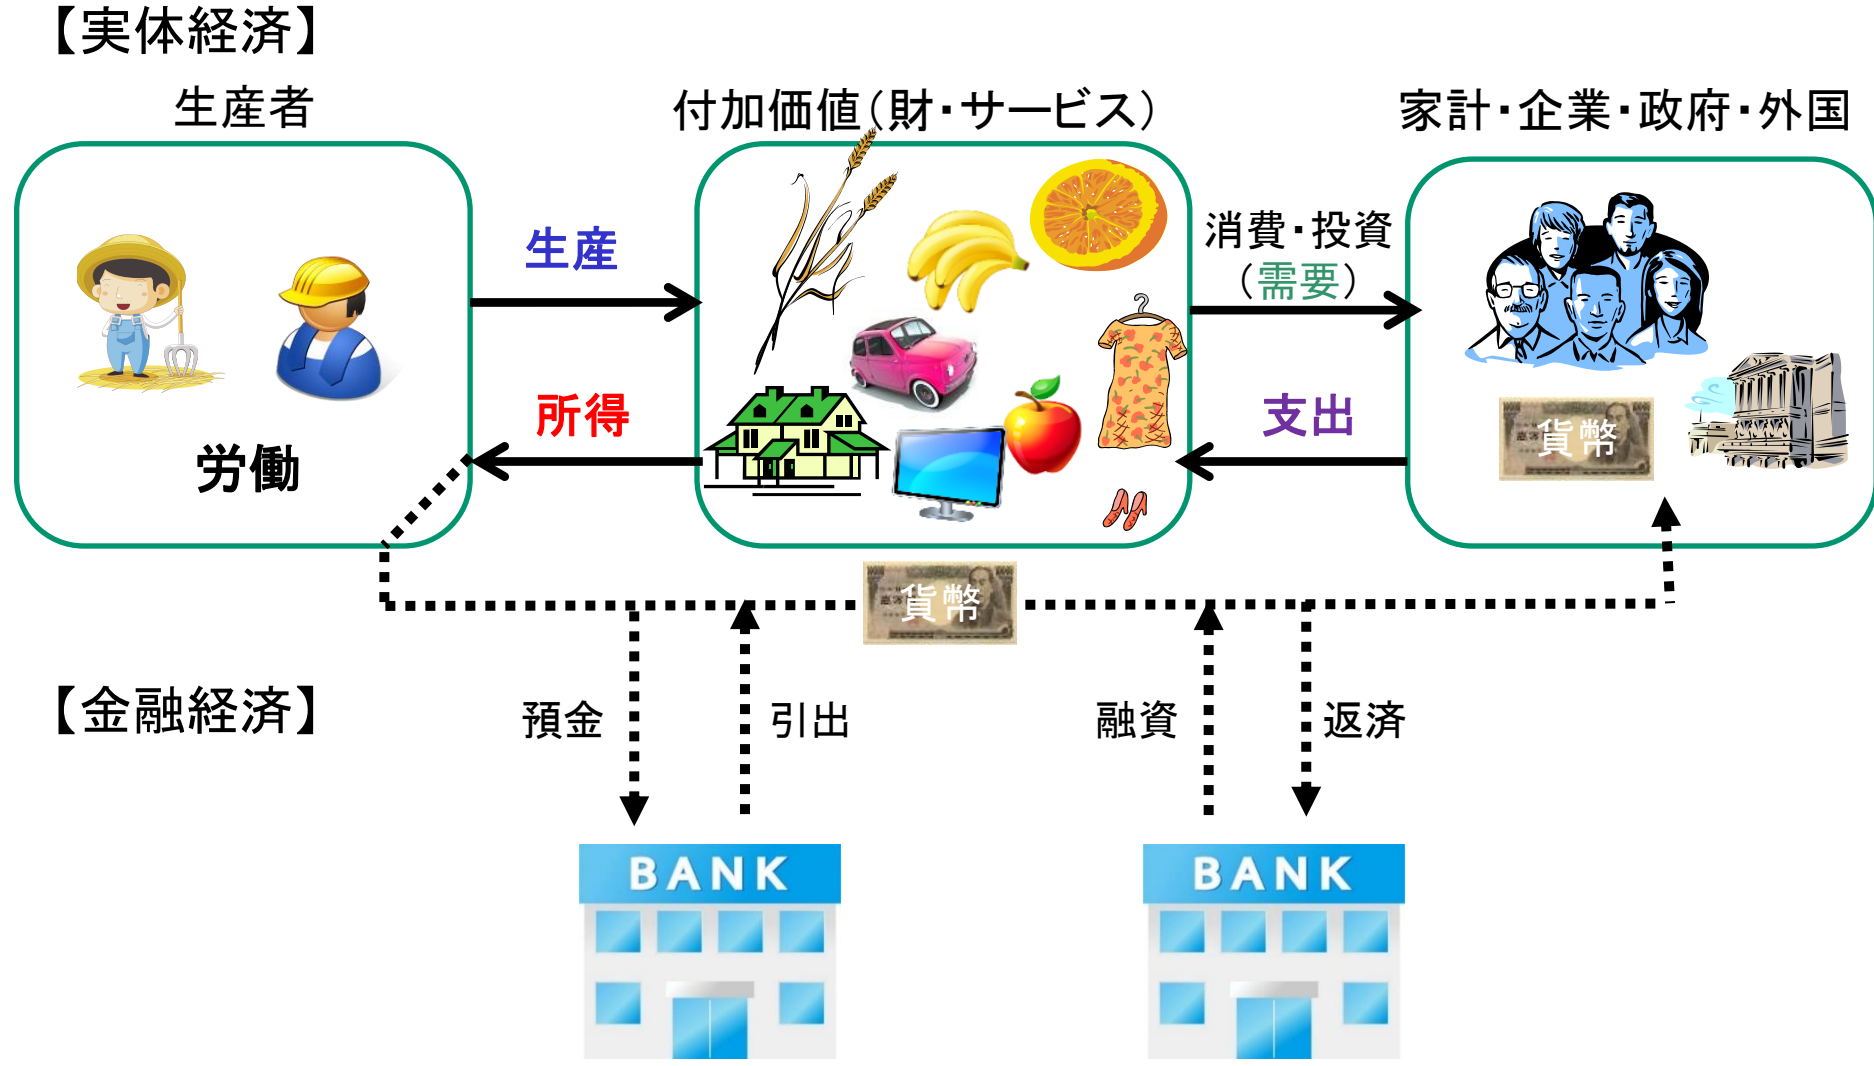 【実体経済】
生産者
付加価値（財・サービス）
家計・企業・政府・外国
生産
消費・投資
（需要）
所得
支出
労働
貨幣
貨幣
【金融経済】
預金
引出
融資
返済
BANK
BANK